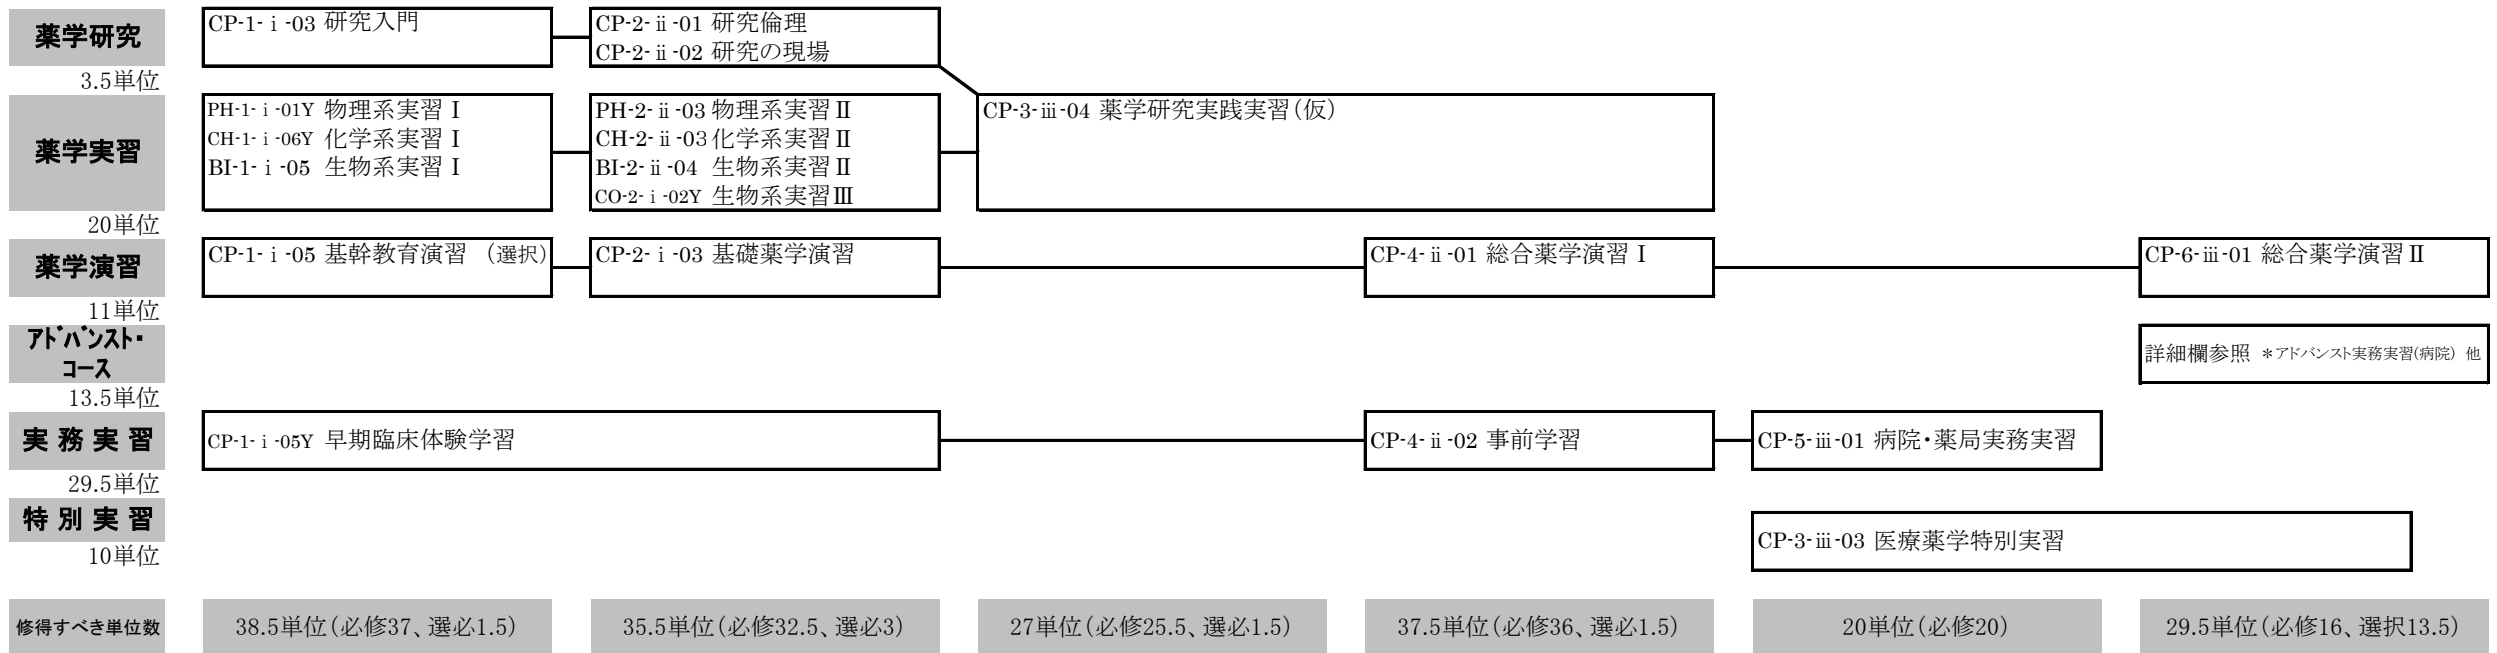 薬学研究
3.5単位
CP-1-ⅰ-03 研究入門
CP-2-ⅱ-01 研究倫理
CP-2-ⅱ-02 研究の現場
薬学実習
20単位
PH-1-ⅰ-01Y 物理系実習Ⅰ
CH-1-ⅰ-06Y 化学系実習Ⅰ
BI-1-ⅰ-05 生物系実習Ⅰ
PH-2-ⅱ-03 物理系実習Ⅱ
CH-2-ⅱ-03 化学系実習Ⅱ
BI-2-ⅱ-04 生物系実習Ⅱ
CO-2-ⅰ-02Y 生物系実習Ⅲ
CP-3-ⅲ-04 薬学研究実践実習(仮)
薬学演習
11単位
CP-1-ⅰ-05 基幹教育演習 (選択)
CP-2-ⅰ-03 基礎薬学演習
CP-4-ⅱ-01 総合薬学演習Ⅰ
CP-6-ⅲ-01 総合薬学演習Ⅱ
アドバンスト・
コース
13.5単位
詳細欄参照 *アドバンスト実務実習(病院) 他
実務実習
29.5単位
CP-1-ⅰ-05Y 早期臨床体験学習
CP-4-ⅱ-02 事前学習
CP-5-ⅲ-01 病院・薬局実務実習
特別実習
10単位
CP-3-ⅲ-03 医療薬学特別実習
修得すべき単位数
38.5単位(必修37、選必1.5)
35.5単位(必修32.5、選必3)
27単位(必修25.5、選必1.5)
37.5単位(必修36、選必1.5)
20単位(必修20)
29.5単位(必修16、選択13.5)